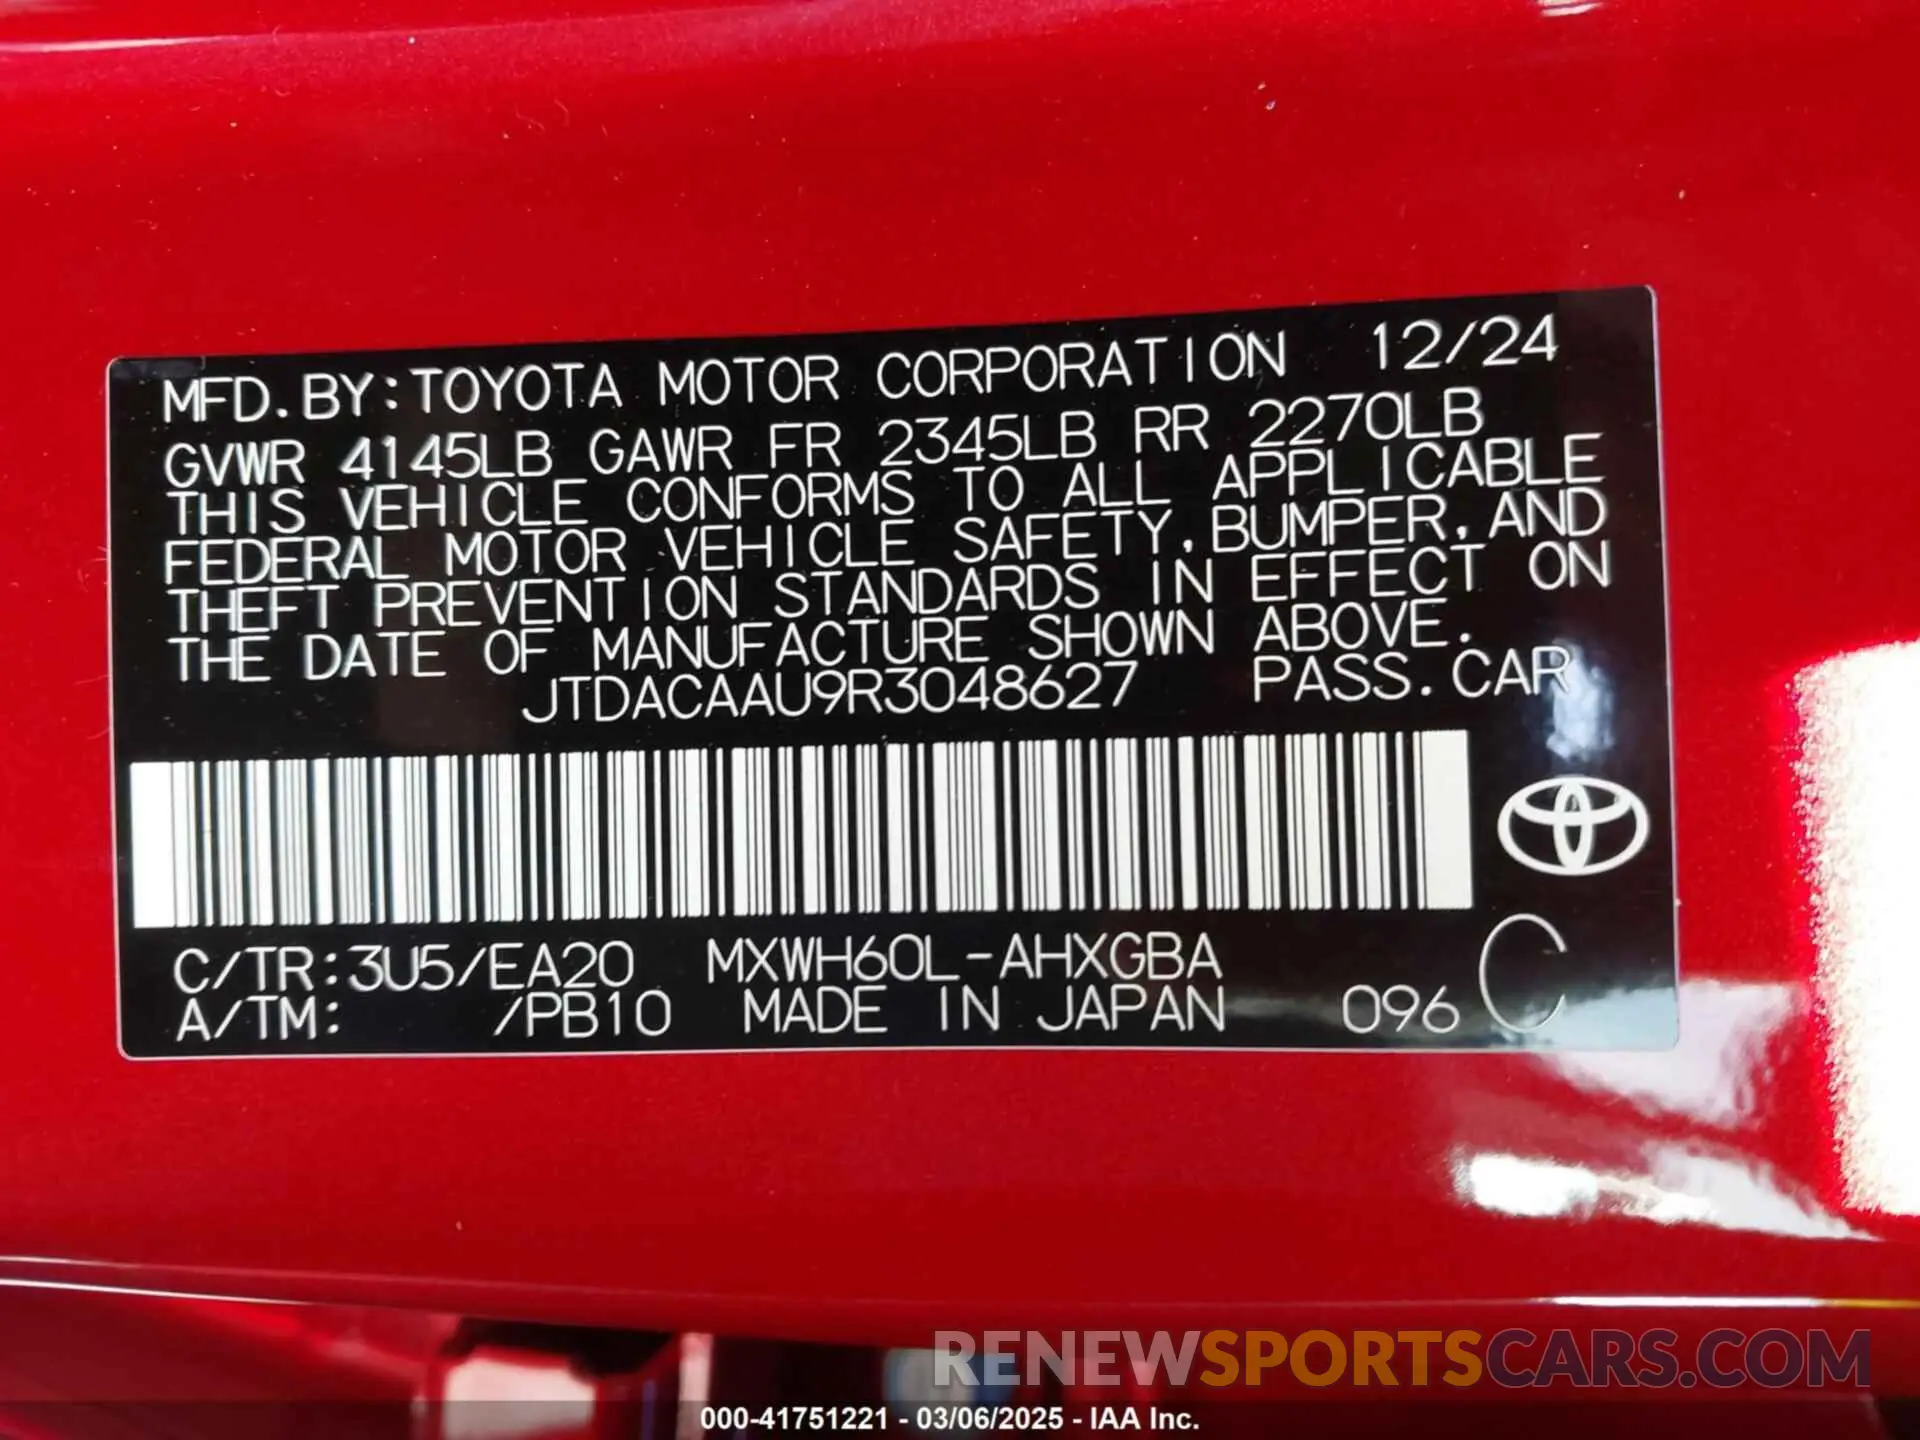 MFD. BY: TOYOTA MOTOR CORPORATION 12/24
GVWR 4145LB GAWR FR 2345LB RR 2270LB
THIS VEHICLE CONFORMS TO ALL APPLICABLE
FEDERAL MOTOR VEHICLE SAFETY, BUMPER, AND
THEFT PREVENTION STANDARDS IN EFFECT ON
THE DATE OF MANUFACTURE SHOWN ABOVE.
JTDACAAU9R3048627 PASS. CAR
C/TR: 3U5/EA20 MXWH60L-AHXGBA
A/TM: /PB10 MADE IN JAPAN 096 C
RENEWSPORTSCARS.COM
000-41751221 - 03/06/2025 - IAA Inc.